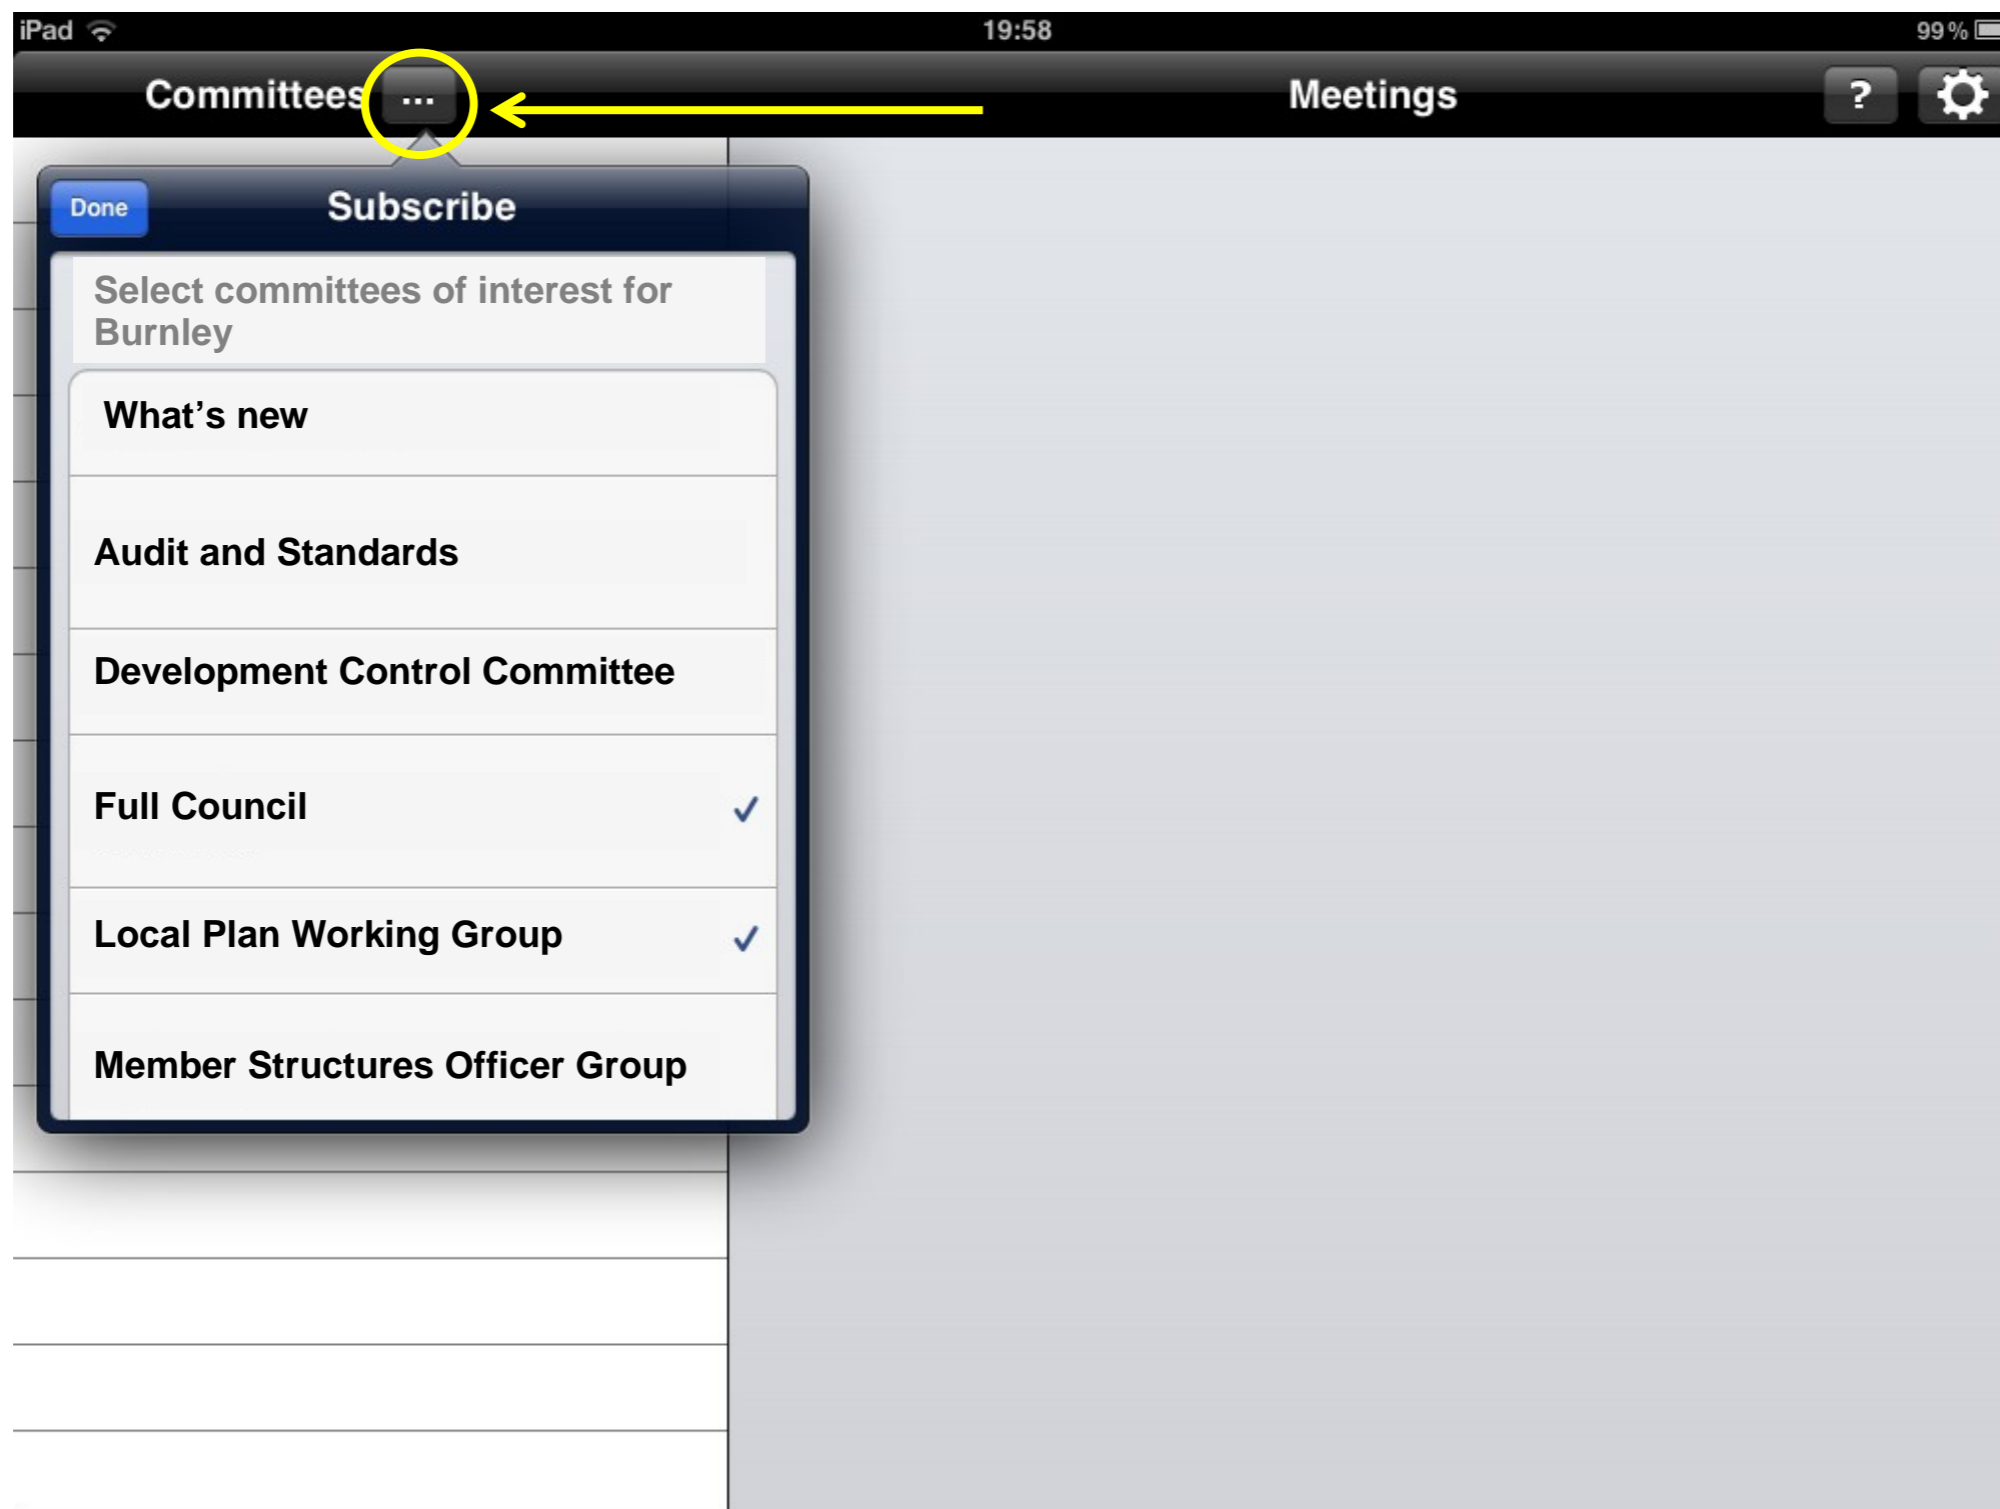 iPad 19:58 99%
Committees ... Meetings ?
Done Subscribe
Select committees of interest for
Burnley
What's new
Audit and Standards
Development Control Committee
Full Council
Local Plan Working Group
Member Structures Officer Group